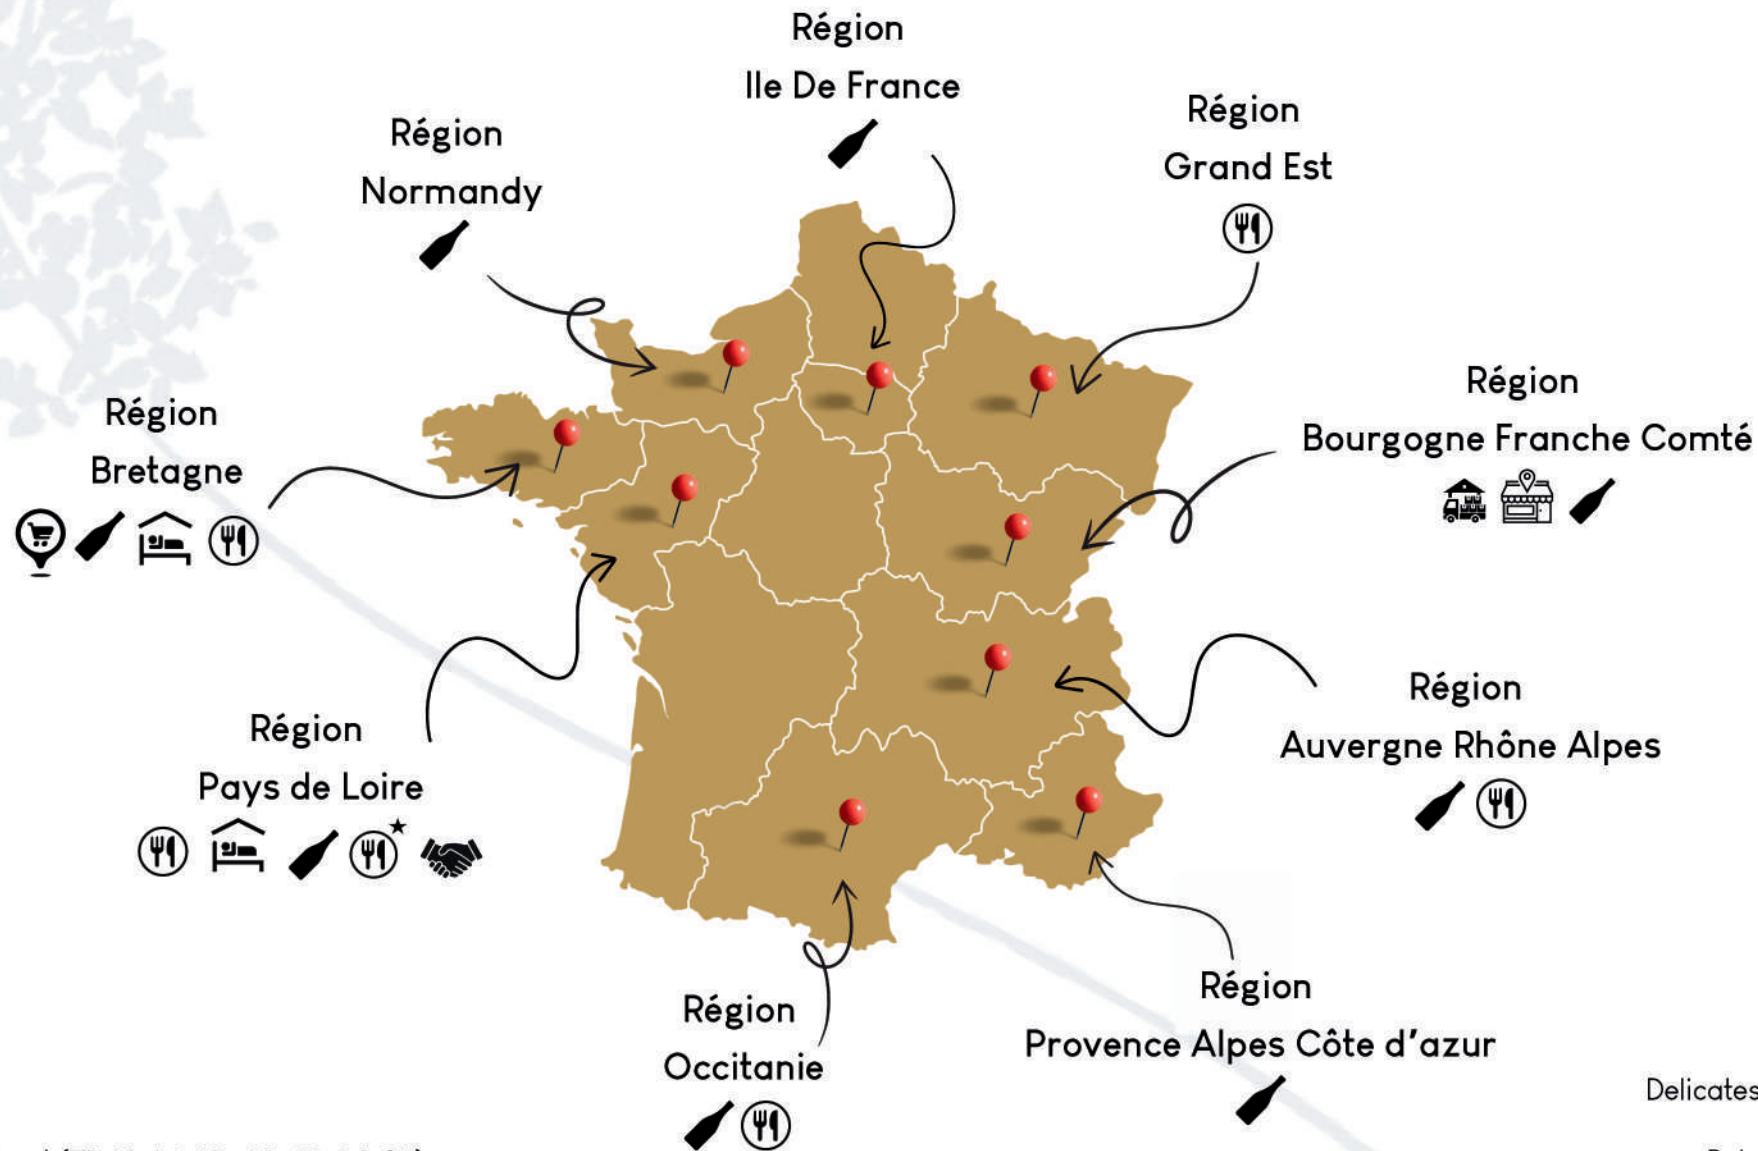 Région
Ile De France
Région
Normandy
Région
Grand Est
Région
Bretagne
Région
Bourgogne Franche Comté
Région
Pays de Loire
Région
Auvergne Rhône Alpes
Région
Occitanie
Région
Provence Alpes Côte d'azur
Delicates